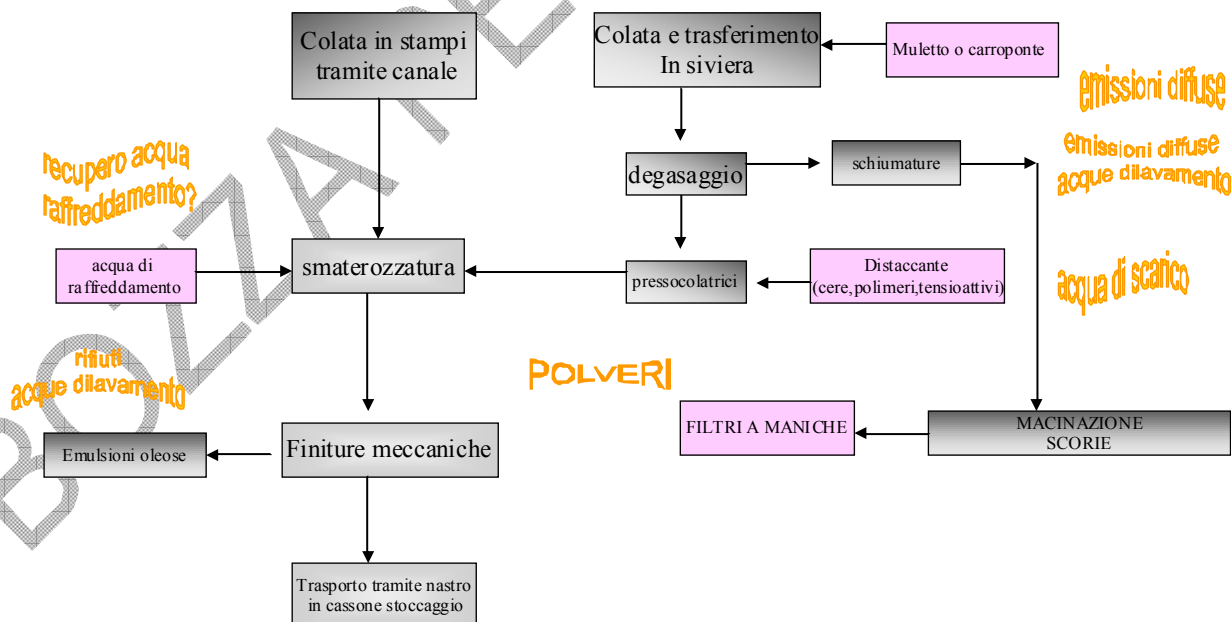 Colata in stampi
tramite canale
Colata e trasferimento
In siviera
Muletto o carroponte
emissioni diffuse
emissioni diffuse
acque dilavamento
recupero acqua
raffreddamento?
degasaggio
schiumature
acqua di
raffreddamento
smaterozzatura
pressocolatrici
Distaccante
(cere,polimeri,tensioattivi)
acqua di scarico
rifiuti
acque dilavamento
POLVERI
FILTRI A MANICHE
MACINAZIONE
SCORIE
Emulsioni oleose
Finiture meccaniche
Trasporto tramite nastro
in cassone stoccaggio
BOZZA